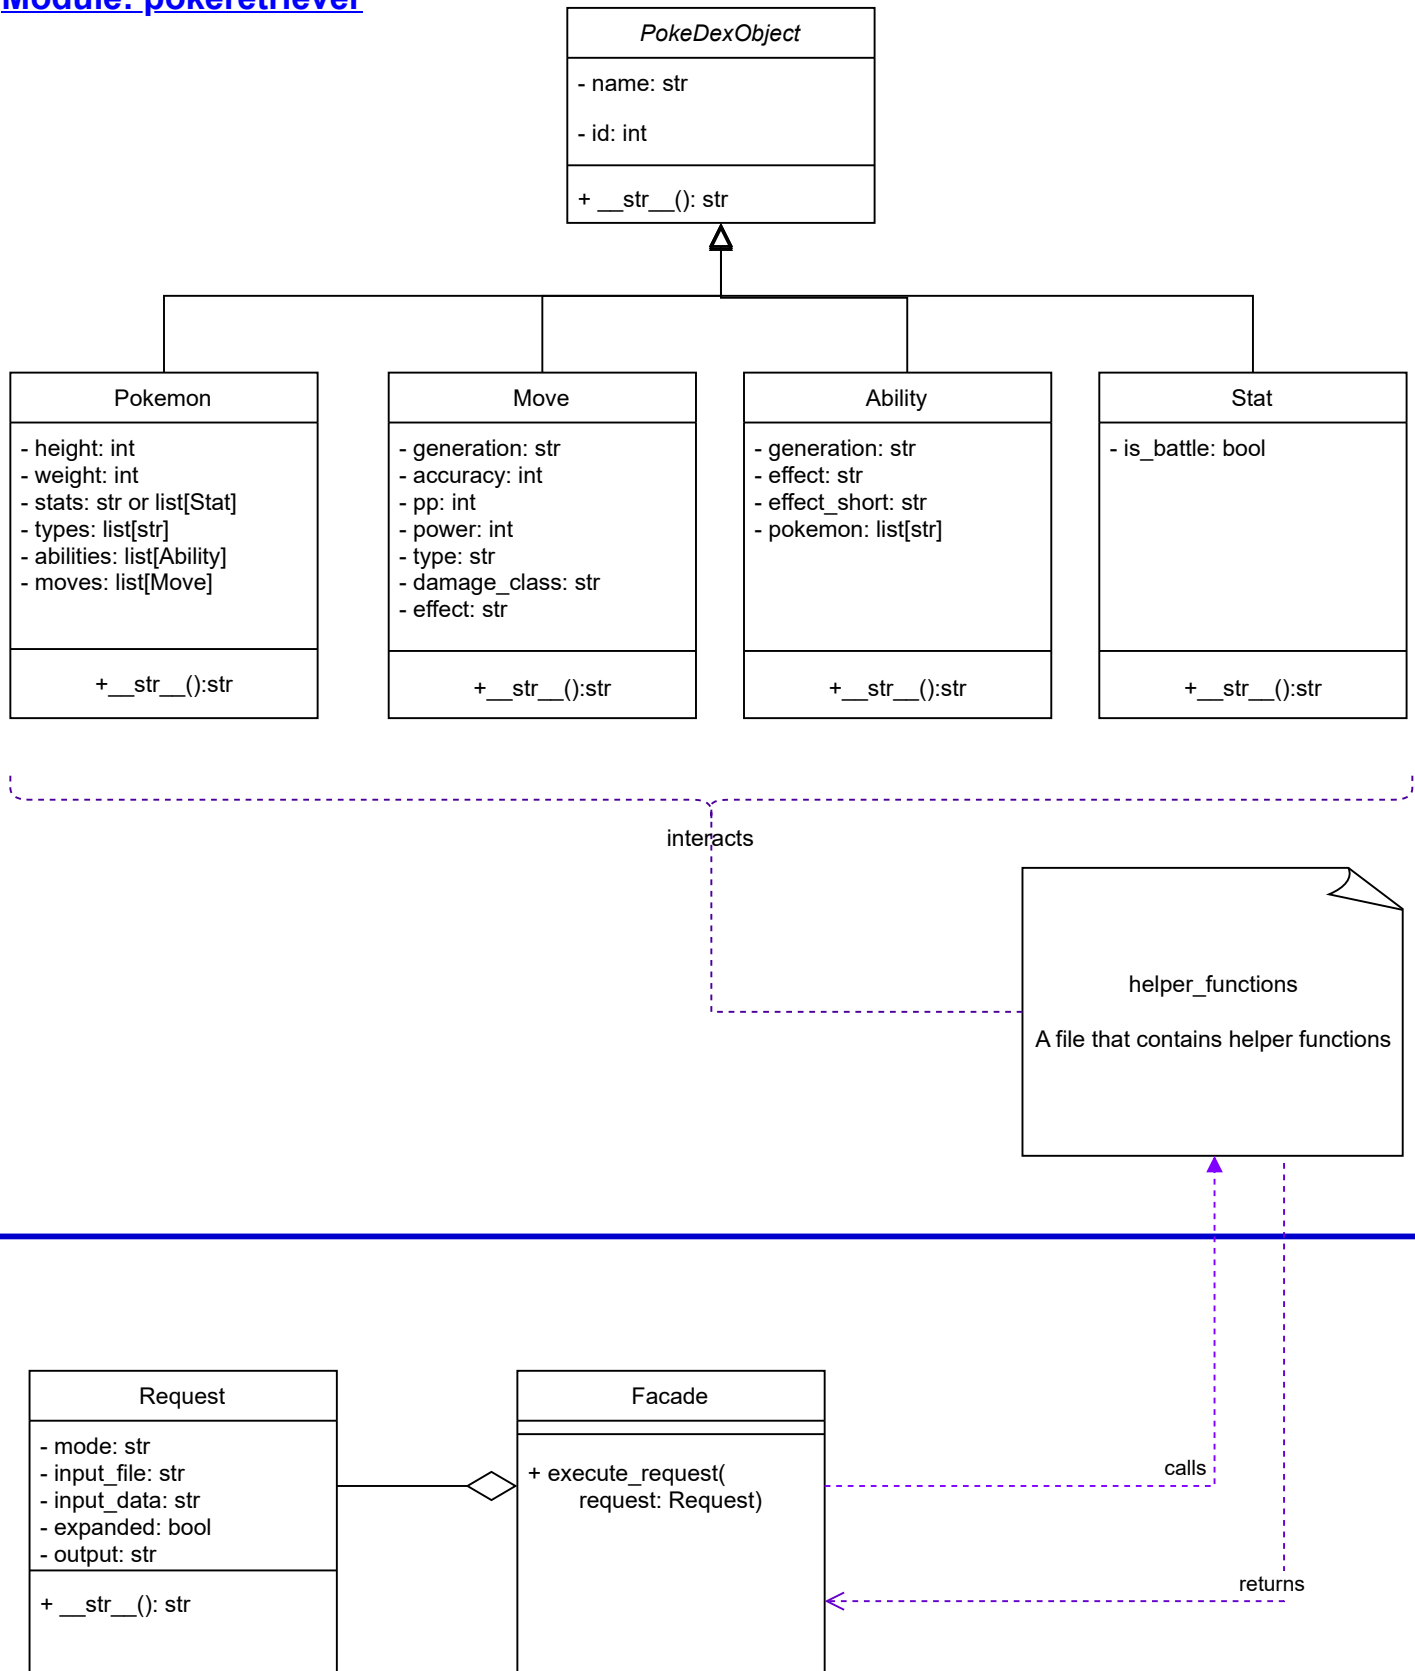 Module: pokeretriever
PokeDexObject
- name: str
- id: int
+ __str__(): str
Pokemon
- height: int
- weight: int
- stats: str or list[Stat]
- types: list[str]
- abilities: list[Ability]
- moves: list[Move]
+__str__():str
Move
- generation: str
- accuracy: int
- pp: int
- power: int
- type: str
- damage_class: str
- effect: str
+__str__():str
Ability
- generation: str
- effect: str
- effect_short: str
- pokemon: list[str]
+__str__():str
Stat
- is_battle: bool
+__str__():str
interacts
helper_functions
A file that contains helper functions
Request
- mode: str
- input_file: str
- input_data: str
- expanded: bool
- output: str
+ __str__(): str
Facade
+ execute_request(
request: Request)
calls
returns